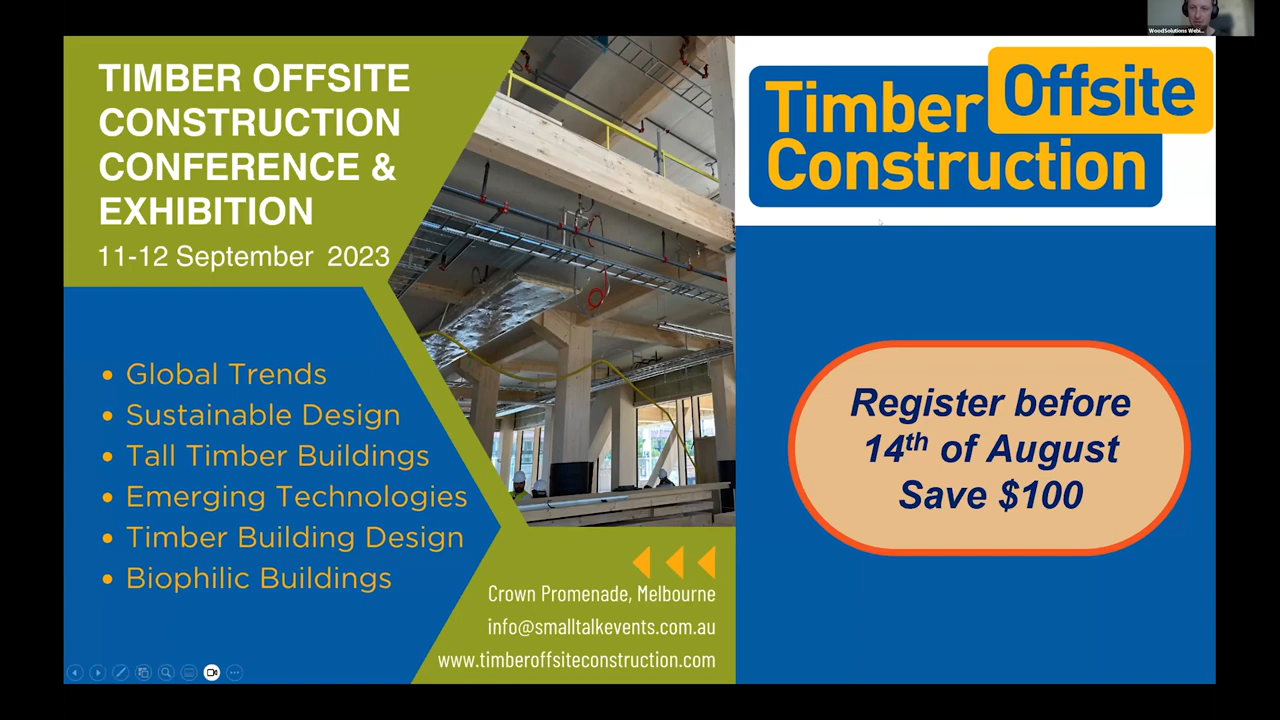 TIMBER OFFSITE
CONSTRUCTION
CONFERENCE &
EXHIBITION
11-12 September 2023
• Global Trends
• Sustainable Design
• Tall Timber Buildings
• Emerging Technologies
• Timber Building Design
• Biophilic Buildings
Crown Promenade, Melbourne
info@smalltalkevents.com.au
www.timberoffsiteconstruction.com
Timber Offsite
Construction
Register before
14th of August
Save $100
WoodSolutions Webi...